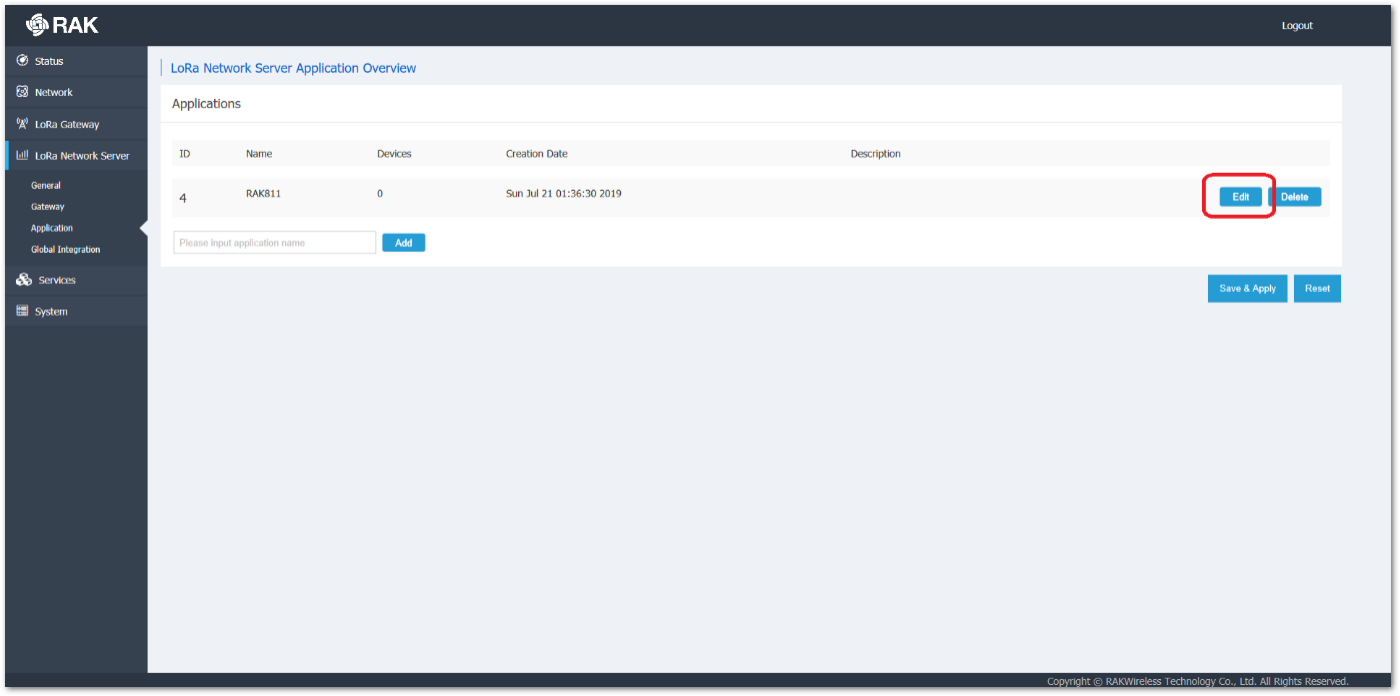 RAK
Logout
Status
Network
LoRa Gateway
LoRa Network Server
General
Gateway
Application
Global Integration
Services
System
LoRa Network Server Application Overview
Applications
ID Name Devices Creation Date Description
4 RAK811 0 Sun Jul 21 01:36:30 2019 Edit Delete
Please input application name Add
Save & Apply Reset
Copyright © RAKWireless Technology Co., Ltd. All Rights Reserved.